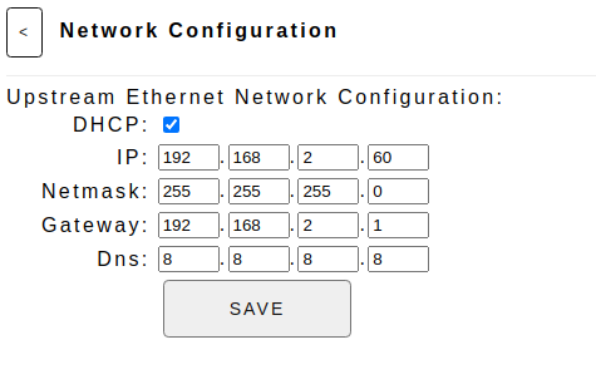 < Network Configuration
Upstream Ethernet Network Configuration:
DHCP:
IP: 192 . 168 . 2 . 60
Netmask: 255 . 255 . 255 . 0
Gateway: 192 . 168 . 2 . 1
Dns: 8 . 8 . 8 . 8
SAVE